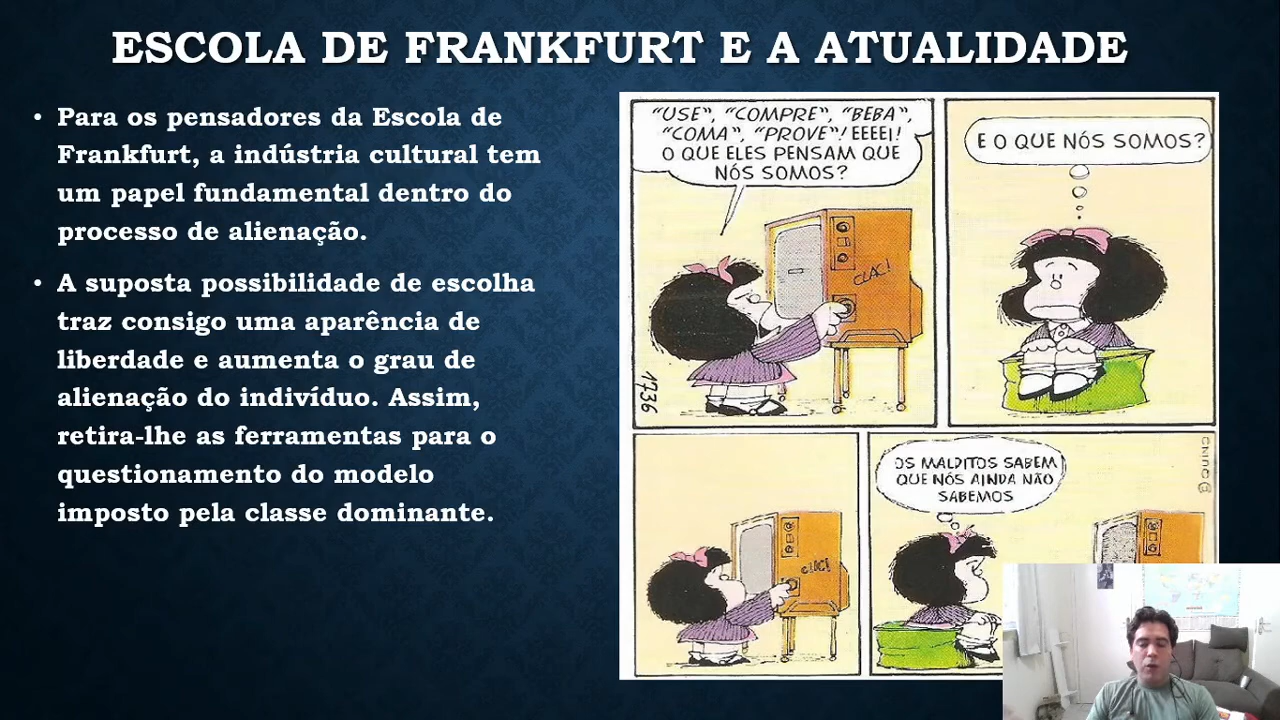 ESCOLA DE FRANKFURT E A ATUALIDADE
• Para os pensadores da Escola de
Frankfurt, a indústria cultural tem
um papel fundamental dentro do
processo de alienação.
• A suposta possibilidade de escolha
traz consigo uma aparência de
liberdade e aumenta o grau de
alienação do indivíduo. Assim,
retira-lhe as ferramentas para o
questionamento do modelo
imposto pela classe dominante.
"USE", "COMPRE", "BEBA",
"COMA", "PROVE"! EEEEI!
O QUE ELES PENSAM QUE
NÓS SOMOS?
CLAC!
1736
E O QUE NÓS SOMOS?
CLIC!
OS MALDITOS SABEM
QUE NÓS AINDA NÃO
SABEMOS